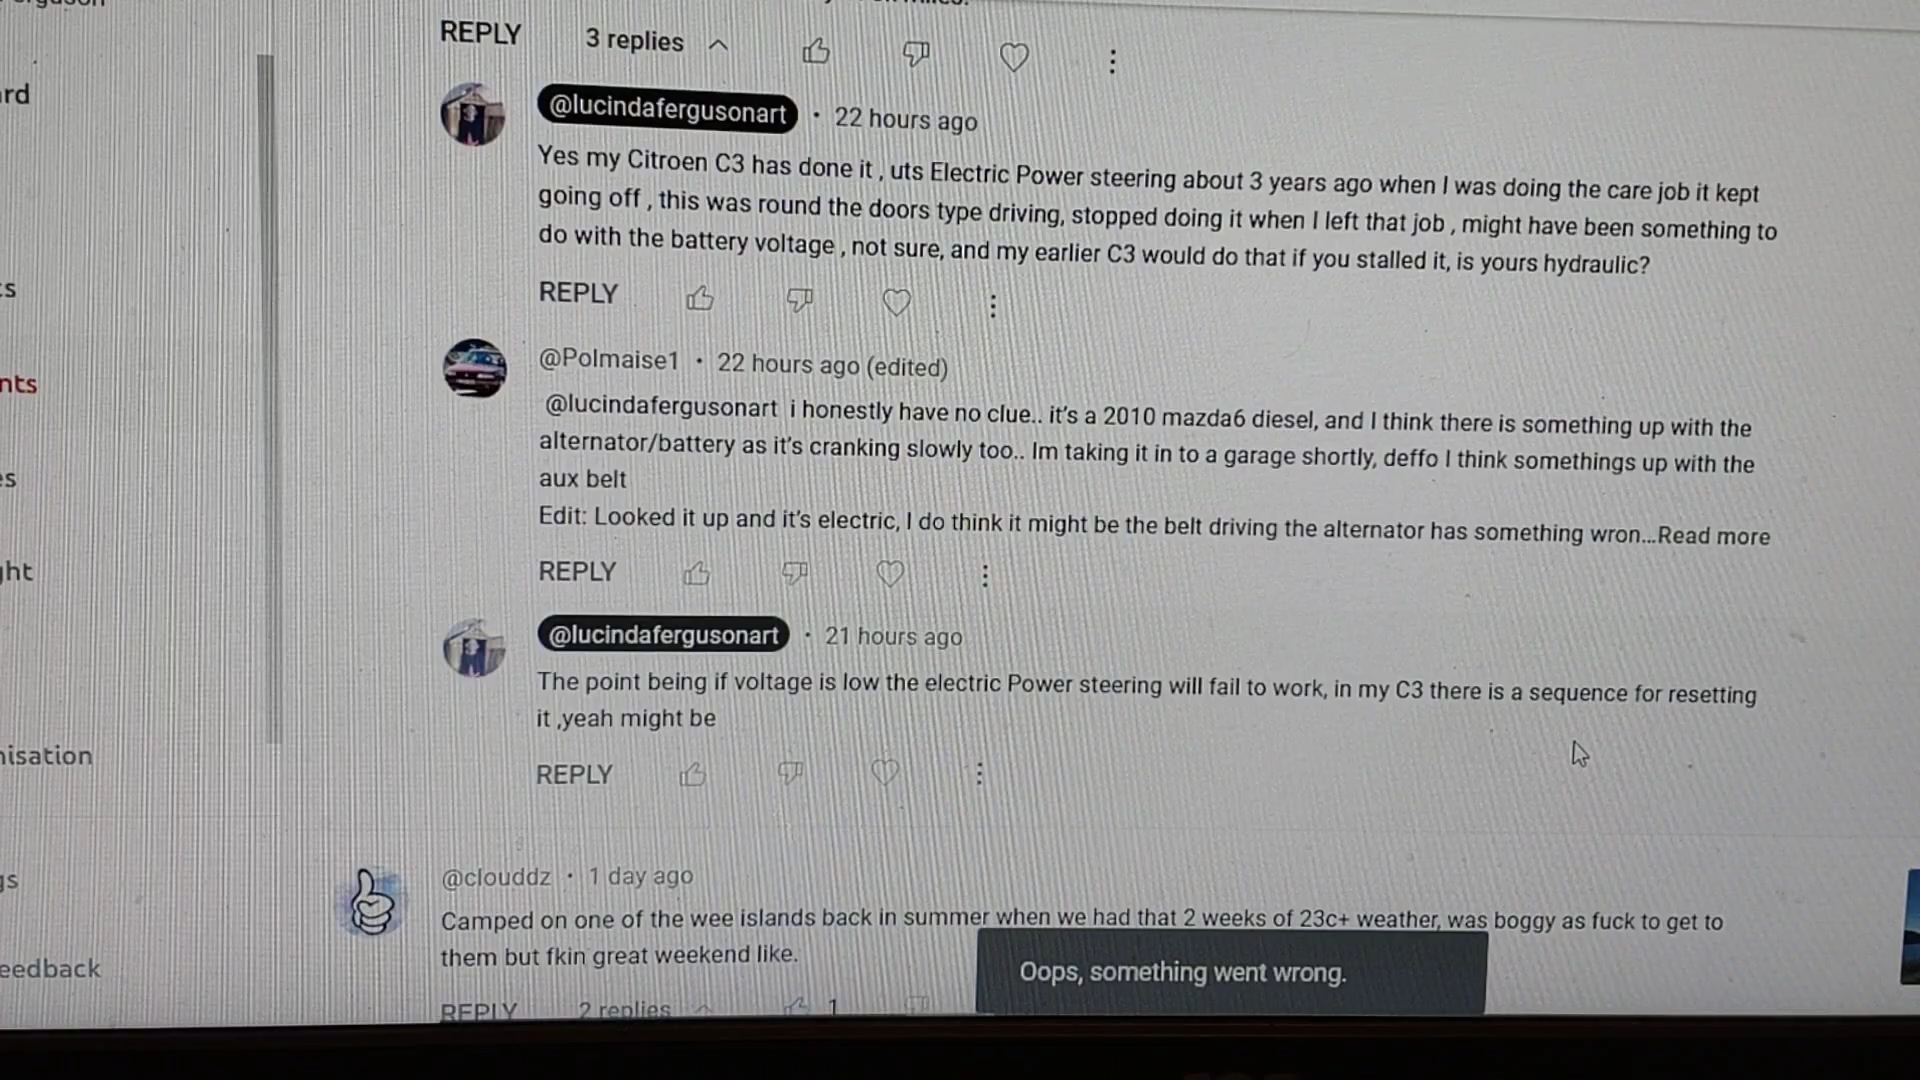 REPLY 3 replies
rd
@lucindafergusonart · 22 hours ago
Yes my Citroen C3 has done it , uts Electric Power steering about 3 years ago when I was doing the care job it kept
going off , this was round the doors type driving, stopped doing it when I left that job , might have been something to
do with the battery voltage , not sure, and my earlier C3 would do that if you stalled it, is yours hydraulic?
REPLY
@Polmaise1 · 22 hours ago (edited)
nts
@lucindafergusonart i honestly have no clue.. it's a 2010 mazda6 diesel, and I think there is something up with the
alternator/battery as it's cranking slowly too.. Im taking it in to a garage shortly, deffo I think somethings up with the
aux belt
Edit: Looked it up and it's electric, I do think it might be the belt driving the alternator has something wron...Read more
REPLY
ht
@lucindafergusonart · 21 hours ago
The point being if voltage is low the electric Power steering will fail to work, in my C3 there is a sequence for resetting
it ,yeah might be
nisation
REPLY
@clouddz · 1 day ago
gs
Camped on one of the wee islands back in summer when we had that 2 weeks of 23c+ weather, was boggy as fuck to get to
them but fkin great weekend like.
eedback
Oops, something went wrong.
REPLY 2 replies 1